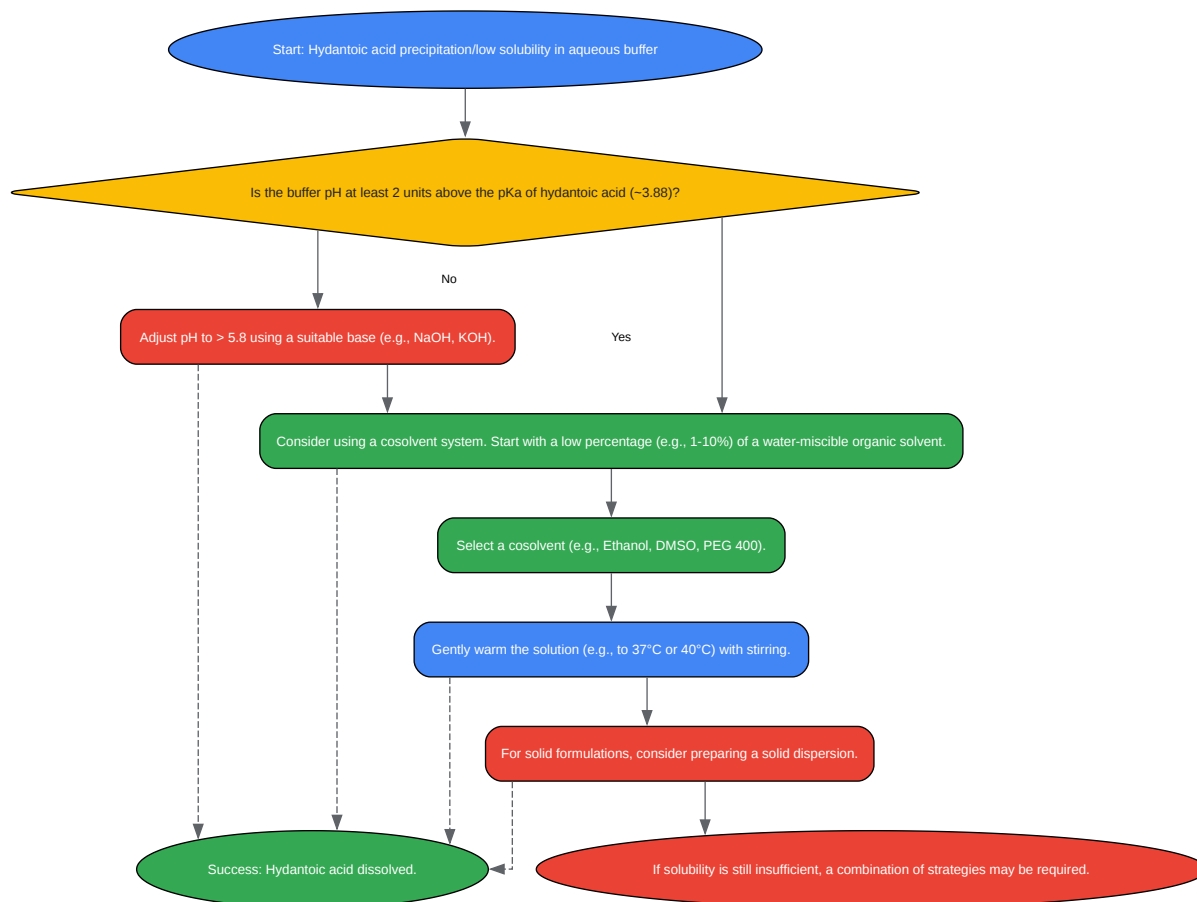 Start: Hydantoic acid precipitation/low solubility in aqueous buffer
Is the buffer pH at least 2 units above the pKa of hydantoic acid (~3.88)?
No
Adjust pH to > 5.8 using a suitable base (e.g., NaOH, KOH).
Yes
Consider using a cosolvent system. Start with a low percentage (e.g., 1-10%) of a water-miscible organic solvent.
Select a cosolvent (e.g., Ethanol, DMSO, PEG 400).
Gently warm the solution (e.g., to 37°C or 40°C) with stirring.
For solid formulations, consider preparing a solid dispersion.
Success: Hydantoic acid dissolved.
If solubility is still insufficient, a combination of strategies may be required.